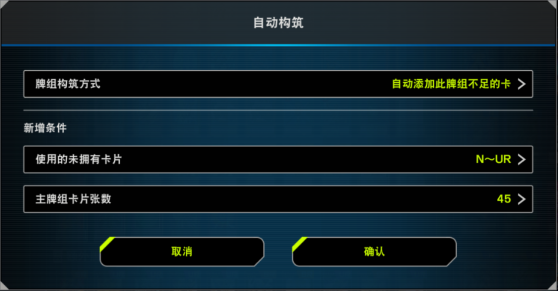 自动构筑
牌组构筑方式 自动添加此牌组不足的卡
新增条件
使用的未拥有卡片 N～UR
主牌组卡片张数 45
取消 确认